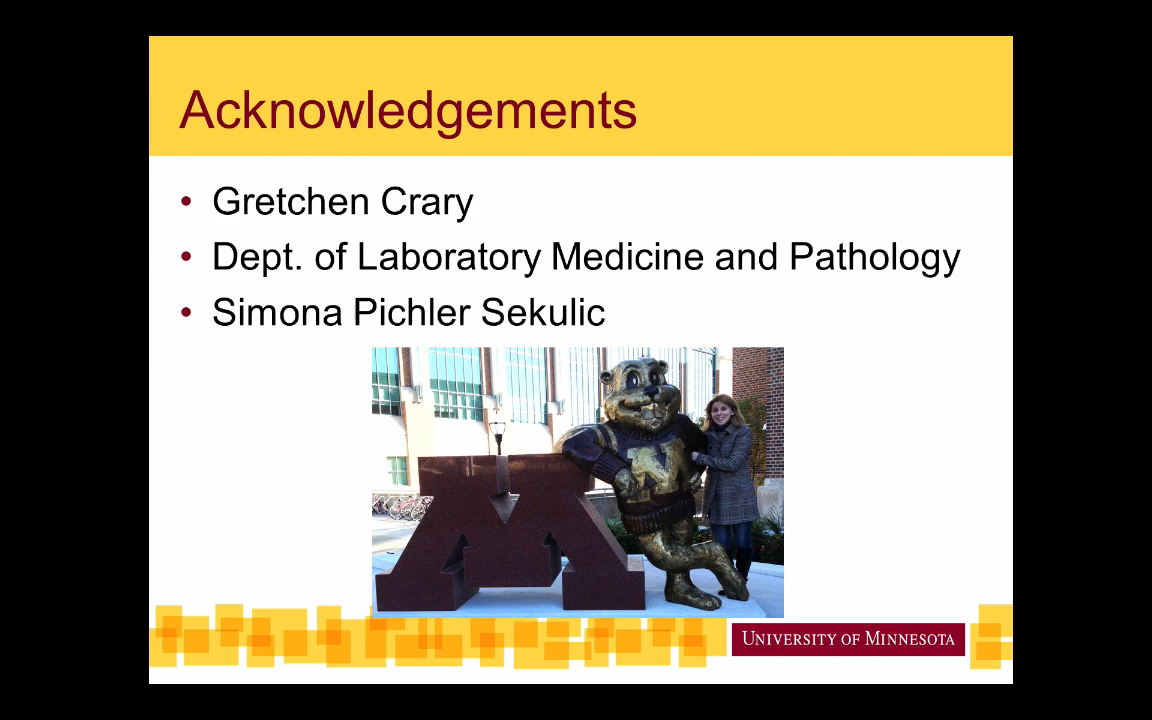 Acknowledgements
• Gretchen Crary
• Dept. of Laboratory Medicine and Pathology
• Simona Pichler Sekulic
M
M
UNIVERSITY OF MINNESOTA